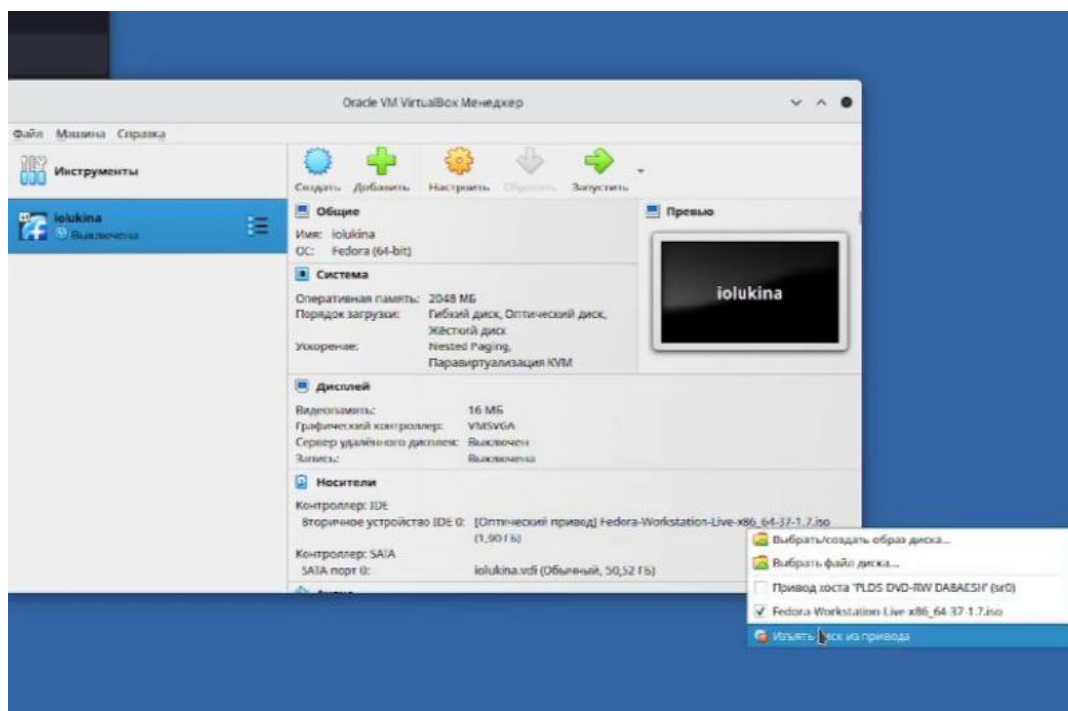 Oracle VM VirtualBox Менеджер
Файл Машина Справка
Инструменты
Создать Добавить Настроить Сбросить Запустить
iolukina
Выключена
Общие
Имя: iolukina
ОС: Fedora (64-bit)
Превью
iolukina
Система
Оперативная память: 2048 МБ
Порядок загрузки: Гибкий диск, Оптический диск,
Жёсткий диск
Ускорение: Nested Paging,
Паравиртуализация KVM
Дисплей
Видеопамять: 16 МБ
Графический контроллер: VMSVGA
Сервер удалённого дисплея: Выключен
Запись: Выключена
Носители
Контроллер: IDE
Вторичное устройство IDE 0: [Оптический привод] Fedora-Workstation-Live-x86_64-37-1.7.iso
(1,90 ГБ)
Контроллер: SATA
SATA порт 0: iolukina.vdi (Обычный, 50,52 ГБ)
Выбрать/создать образ диска...
Выбрать файл диска...
Привод хоста "PLDS DVD-RW DA8AESH" (sr0)
Fedora-Workstation-Live-x86_64-37-1.7.iso
Изъять диск из привода